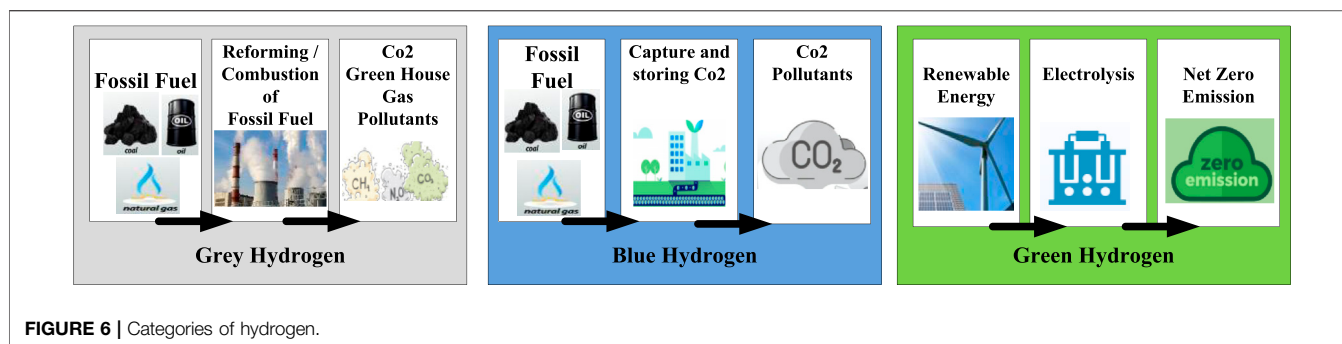 Fossil Fuel
coal
OIL
oil
natural gas
Reforming /
Combustion
of
Fossil Fuel
Co2
Green House
Gas
Pollutants
CH4
N2O
CO2
Grey Hydrogen
Fossil
Fuel
coal
OIL
oil
natural gas
Capture and
storing Co2
Co2
Pollutants
CO2
Blue Hydrogen
Renewable
Energy
Electrolysis
Net Zero
Emission
zero
emission
Green Hydrogen
FIGURE 6 | Categories of hydrogen.